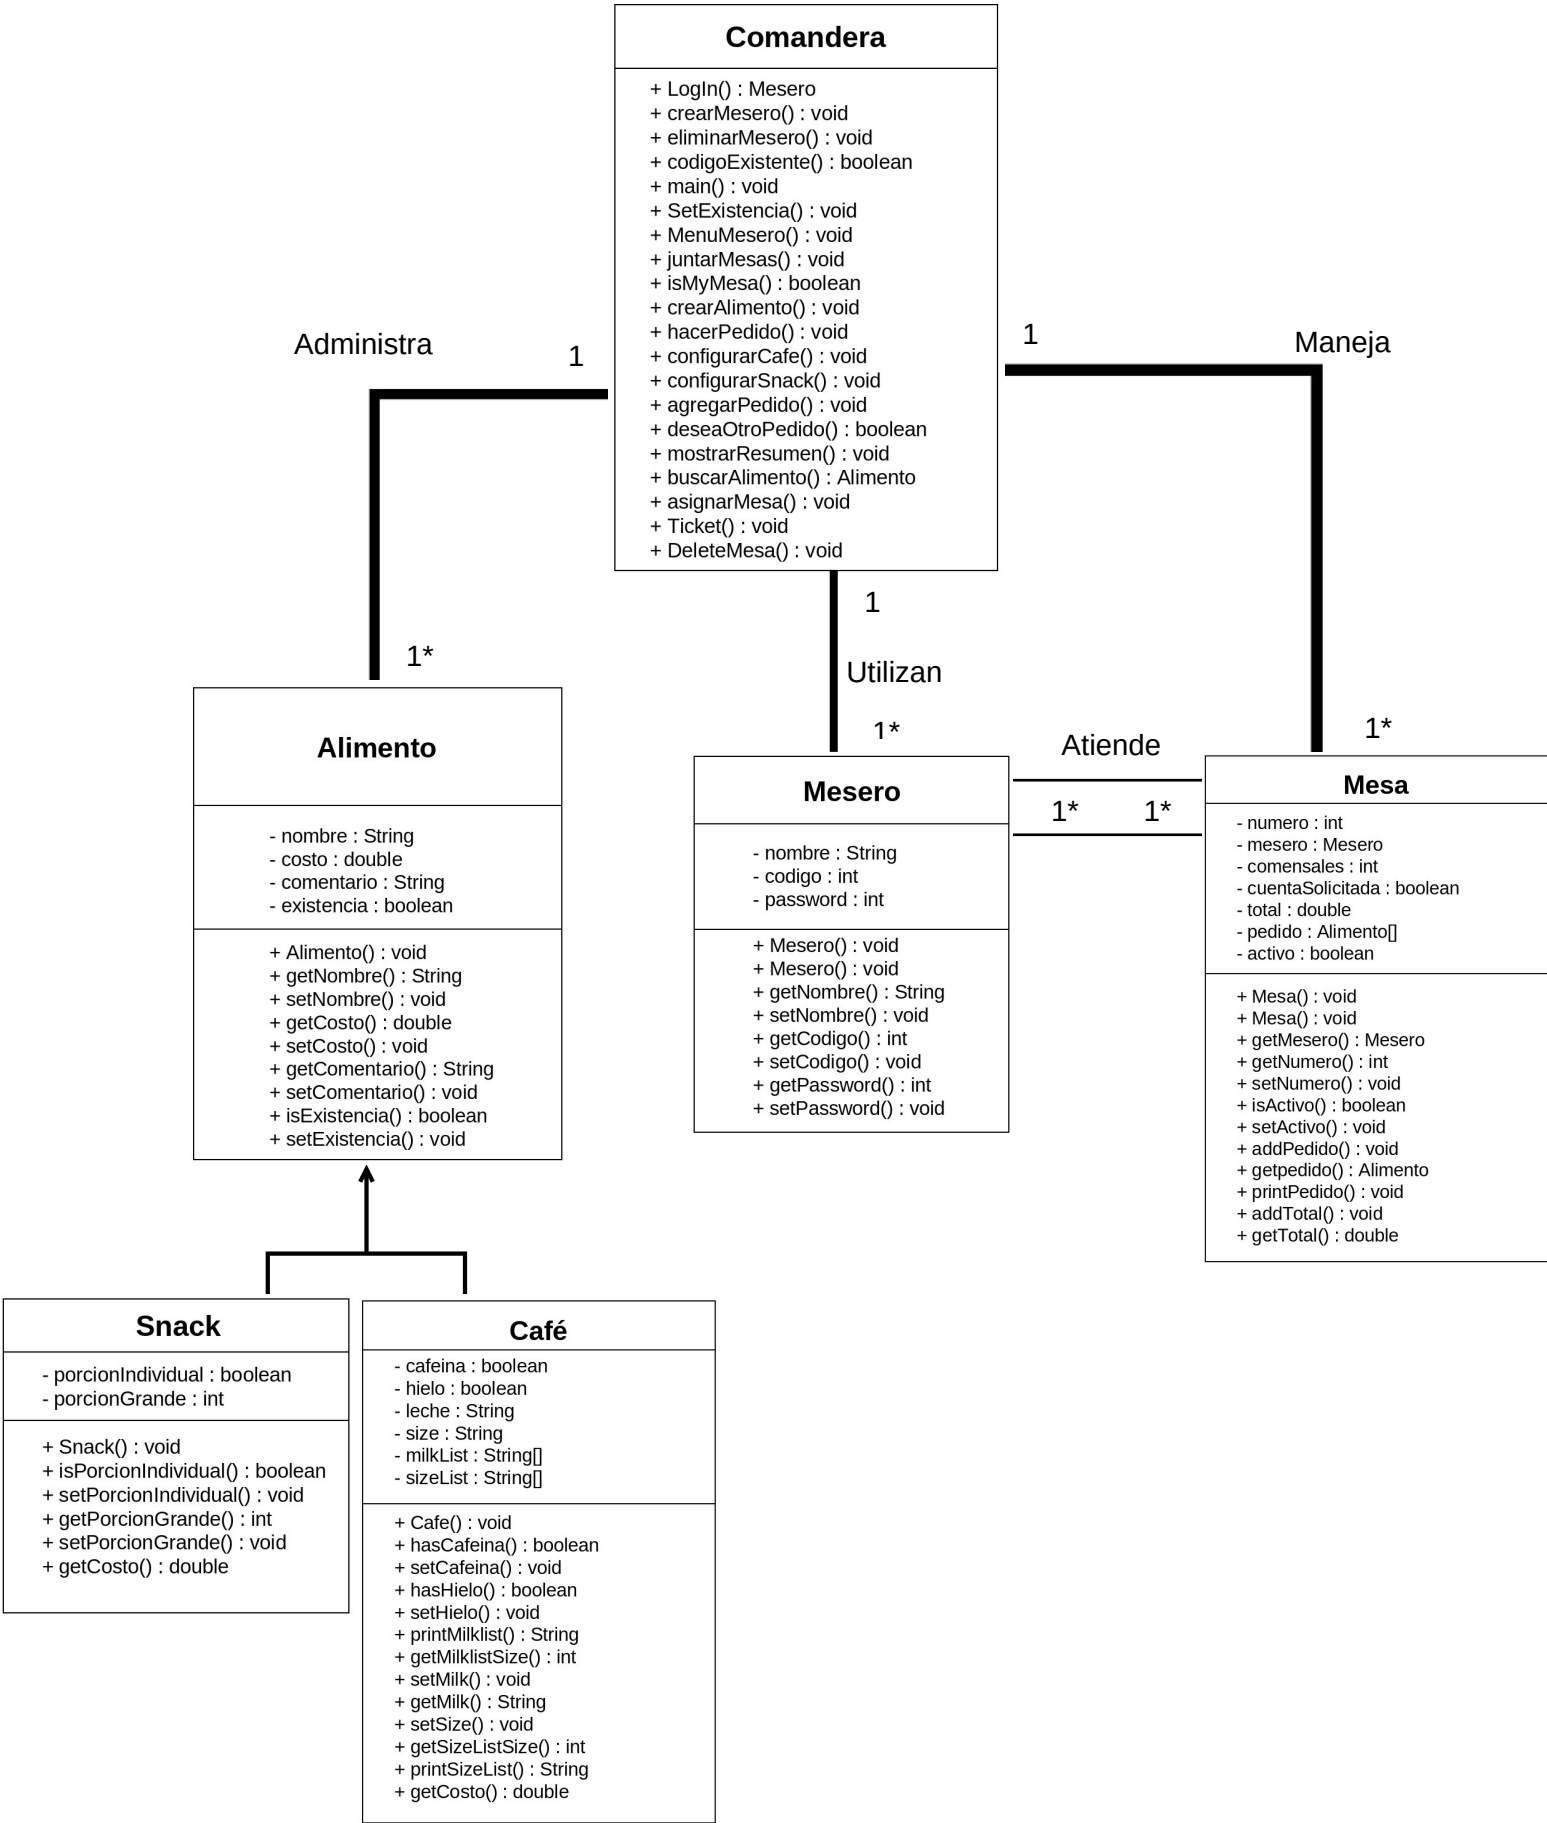 Comandera
+ LogIn() : Mesero
+ crearMesero() : void
+ eliminarMesero() : void
+ codigoExistente() : boolean
+ main() : void
+ SetExistencia() : void
+ MenuMesero() : void
+ juntarMesas() : void
+ isMyMesa() : boolean
+ crearAlimento() : void
+ hacerPedido() : void
+ configurarCafe() : void
+ configurarSnack() : void
+ agregarPedido() : void
+ deseaOtroPedido() : boolean
+ mostrarResumen() : void
+ buscarAlimento() : Alimento
+ asignarMesa() : void
+ Ticket() : void
+ DeleteMesa() : void
Administra
1
1*
1
Maneja
1*
1
Utilizan
1*
Atiende
1*
1*
Alimento
- nombre : String
- costo : double
- comentario : String
- existencia : boolean
+ Alimento() : void
+ getNombre() : String
+ setNombre() : void
+ getCosto() : double
+ setCosto() : void
+ getComentario() : String
+ setComentario() : void
+ isExistencia() : boolean
+ setExistencia() : void
Mesero
- nombre : String
- codigo : int
- password : int
+ Mesero() : void
+ Mesero() : void
+ getNombre() : String
+ setNombre() : void
+ getCodigo() : int
+ setCodigo() : void
+ getPassword() : int
+ setPassword() : void
Mesa
- numero : int
- mesero : Mesero
- comensales : int
- cuentaSolicitada : boolean
- total : double
- pedido : Alimento[]
- activo : boolean
+ Mesa() : void
+ Mesa() : void
+ getMesero() : Mesero
+ getNumero() : int
+ setNumero() : void
+ isActivo() : boolean
+ setActivo() : void
+ addPedido() : void
+ getpedido() : Alimento
+ printPedido() : void
+ addTotal() : void
+ getTotal() : double
Snack
- porcionIndividual : boolean
- porcionGrande : int
+ Snack() : void
+ isPorcionIndividual() : boolean
+ setPorcionIndividual() : void
+ getPorcionGrande() : int
+ setPorcionGrande() : void
+ getCosto() : double
Café
- cafeina : boolean
- hielo : boolean
- leche : String
- size : String
- milkList : String[]
- sizeList : String[]
+ Cafe() : void
+ hasCafeina() : boolean
+ setCafeina() : void
+ hasHielo() : boolean
+ setHielo() : void
+ printMilklist() : String
+ getMilklistSize() : int
+ setMilk() : void
+ getMilk() : String
+ setSize() : void
+ getSizeListSize() : int
+ printSizeList() : String
+ getCosto() : double